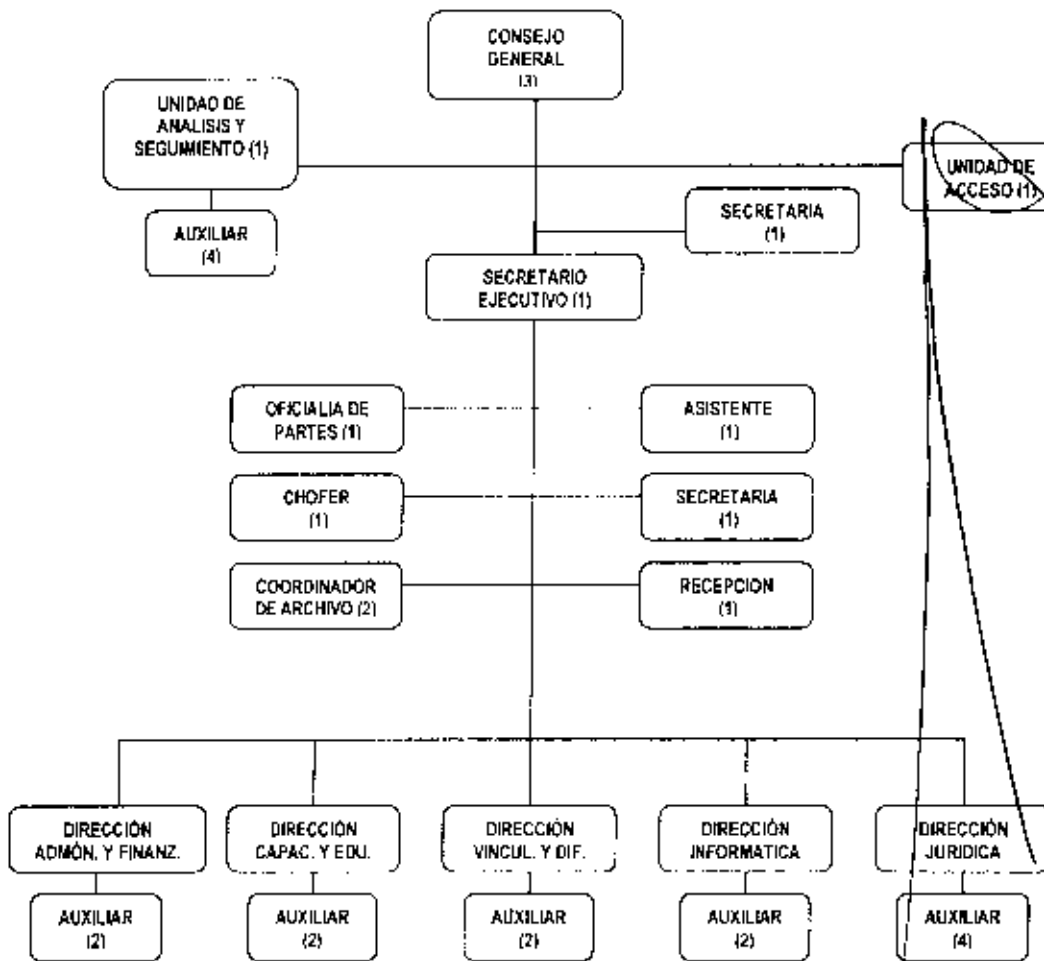 CONSEJO
GENERAL
(3)
UNIDAD DE
ANALISIS Y
SEGUIMIENTO (1)
UNIDAD DE
ACCESO (1)
AUXILIAR
(4)
SECRETARIA
(1)
SECRETARIO
EJECUTIVO (1)
OFICIALIA DE
PARTES (1)
ASISTENTE
(1)
CHOFER
(1)
SECRETARIA
(1)
COORDINADOR
DE ARCHIVO (2)
RECEPCION
(1)
DIRECCIÓN
ADMÓN. Y FINANZ.
DIRECCIÓN
CAPAC. Y EDU.
DIRECCIÓN
VINCUL. Y DIF.
DIRECCIÓN
INFORMATICA
DIRECCIÓN
JURIDICA
AUXILIAR
(2)
AUXILIAR
(2)
AUXILIAR
(2)
AUXILIAR
(2)
AUXILIAR
(4)